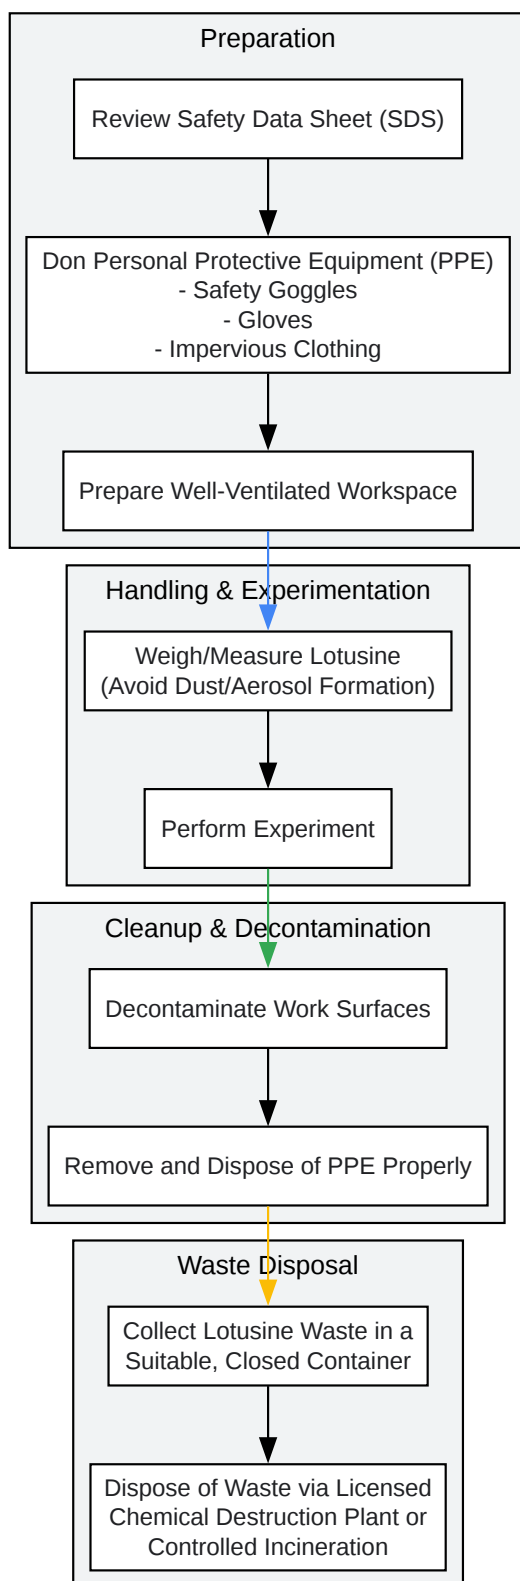 Preparation
Review Safety Data Sheet (SDS)
Don Personal Protective Equipment (PPE)
- Safety Goggles
- Gloves
- Impervious Clothing
Prepare Well-Ventilated Workspace
Handling & Experimentation
Weigh/Measure Lotusine
(Avoid Dust/Aerosol Formation)
Perform Experiment
Cleanup & Decontamination
Decontaminate Work Surfaces
Remove and Dispose of PPE Properly
Waste Disposal
Collect Lotusine Waste in a
Suitable, Closed Container
Dispose of Waste via Licensed
Chemical Destruction Plant or
Controlled Incineration